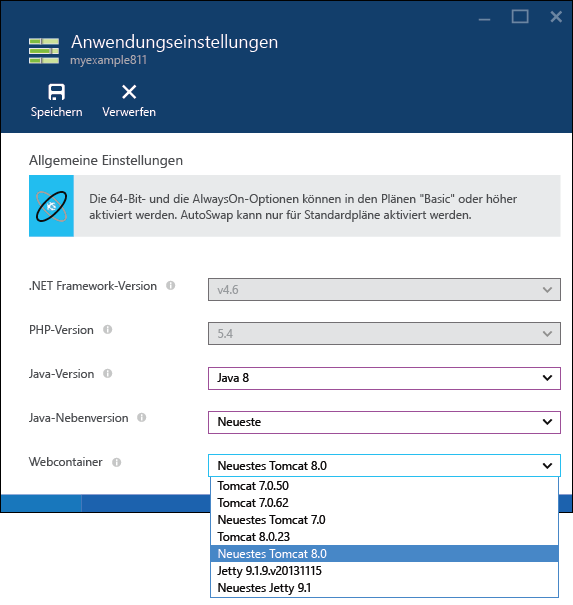 Anwendungseinstellungen
myexample811
Speichern
Verwerfen
Allgemeine Einstellungen
Die 64-Bit- und die AlwaysOn-Optionen können in den Plänen "Basic" oder höher
aktiviert werden. AutoSwap kann nur für Standardpläne aktiviert werden.
.NET Framework-Version
v4.6
PHP-Version
5.4
Java-Version
Java 8
Java-Nebenversion
Neueste
Webcontainer
Neuestes Tomcat 8.0
Tomcat 7.0.50
Tomcat 7.0.62
Neuestes Tomcat 7.0
Tomcat 8.0.23
Neuestes Tomcat 8.0
Jetty 9.1.9.v20131115
Neuestes Jetty 9.1